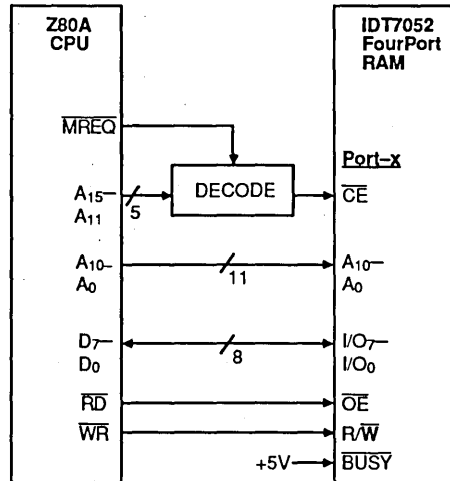 Z80A
CPU
IDT7052
FourPort
RAM
MREQ
Port–x
DECODE
CE
A15–
A11
5
A10–
A0
11
A10–
A0
D7–
D0
8
I/O7–
I/O0
RD
OE
WR
R/W
+5V
BUSY